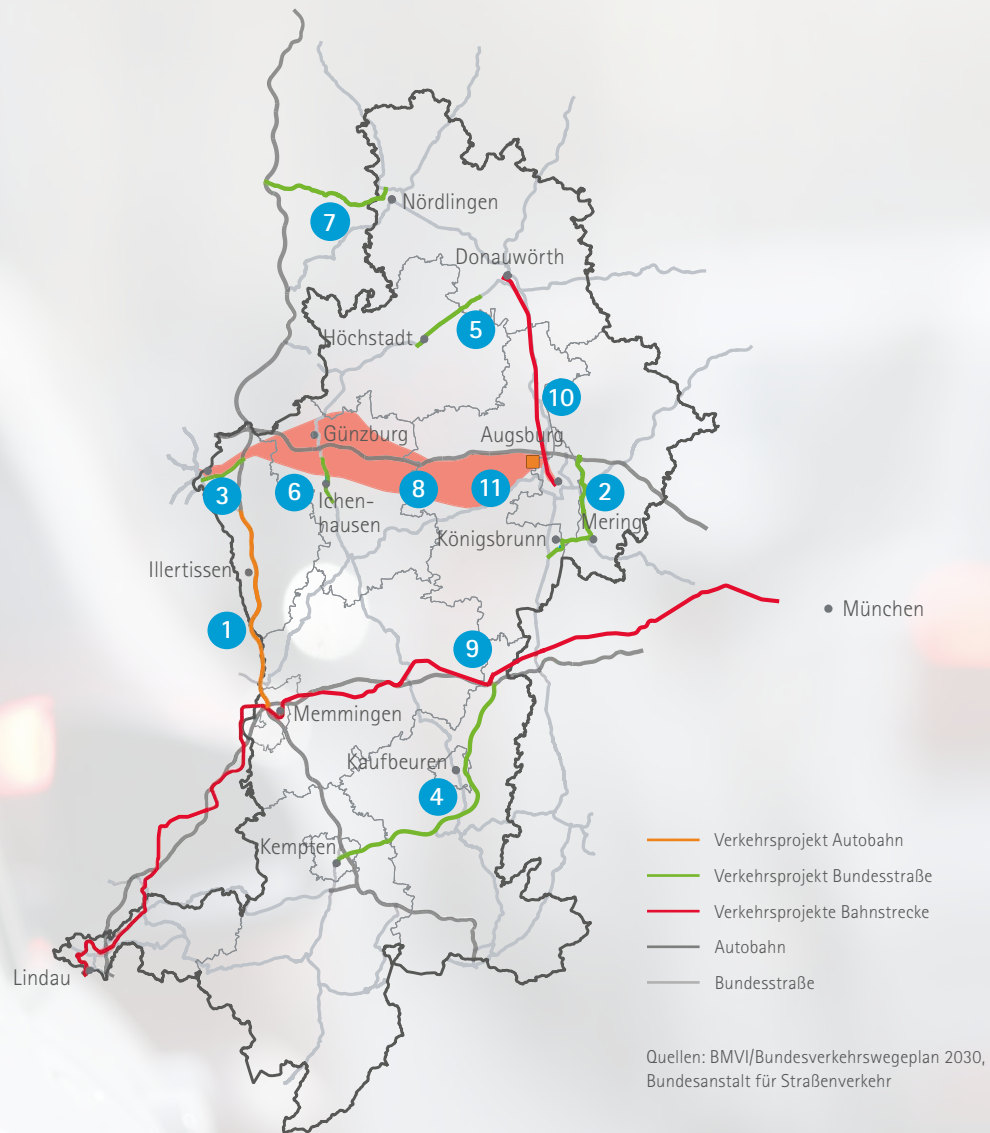 Nördlingen
7
Donauwörth
5
Höchstadt
10
Günzburg
Augsburg
3
6
Ichen-
hausen
8
11
2
Mering
Königsbrunn
Illertissen
1
München
9
Memmingen
Kaufbeuren
4
Kempten
Lindau
Verkehrsprojekt Autobahn
Verkehrsprojekt Bundesstraße
Verkehrsprojekte Bahnstrecke
Autobahn
Bundesstraße
Quellen: BMVI/Bundesverkehrswegeplan 2030,
Bundesanstalt für Straßenverkehr